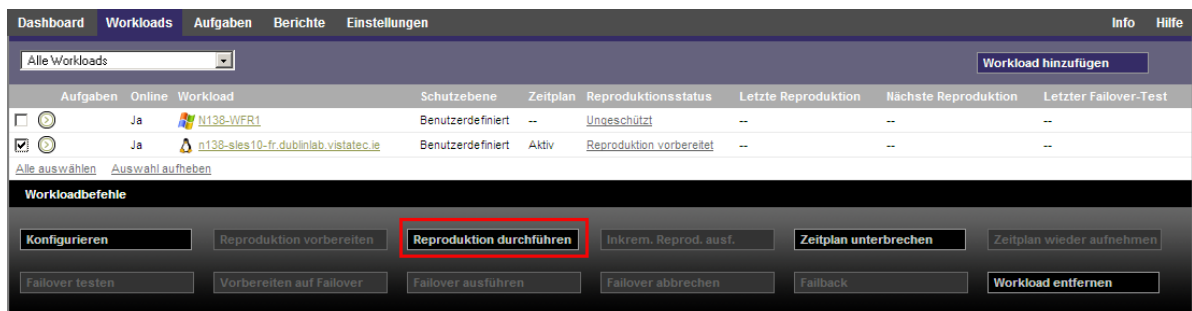 Dashboard Workloads Aufgaben Berichte Einstellungen Info Hilfe
Alle Workloads Workload hinzufügen
Aufgaben Online Workload Schutzebene Zeitplan Reproduktionsstatus Letzte Reproduktion Nächste Reproduktion Letzter Failover-Test
Ja N138-WFR1 Benutzerdefiniert -- Ungeschützt -- -- --
Ja n138-sles10-fr.dublinlab.vistatec.ie Benutzerdefiniert Aktiv Reproduktion vorbereitet -- -- --
Alle auswählen Auswahl aufheben
Workloadbefehle
Konfigurieren Reproduktion vorbereiten Reproduktion durchführen Inkrem. Reprod. ausf. Zeitplan unterbrechen Zeitplan wieder aufnehmen
Failover testen Vorbereiten auf Failover Failover ausführen Failover abbrechen Failback Workload entfernen